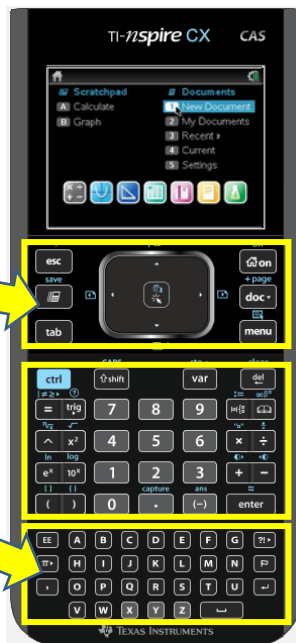 TI-nspire CX CAS
Scratchpad
A Calculate
B Graph
Documents
1 New Document
2 My Documents
3 Recent
4 Current
5 Settings
esc
on
save
+ page
doc
tab
menu
ctrl
shift
var
del
= trig 7 8 9
^ x² 4 5 6 × ÷
ln log
eˣ 10ˣ 1 2 3 + −
[ ] { } capture ans
( ) 0 . (−) enter
EE A B C D E F G ?!
π H I J K L M N
, O P Q R S T U
V W X Y Z
TEXAS INSTRUMENTS